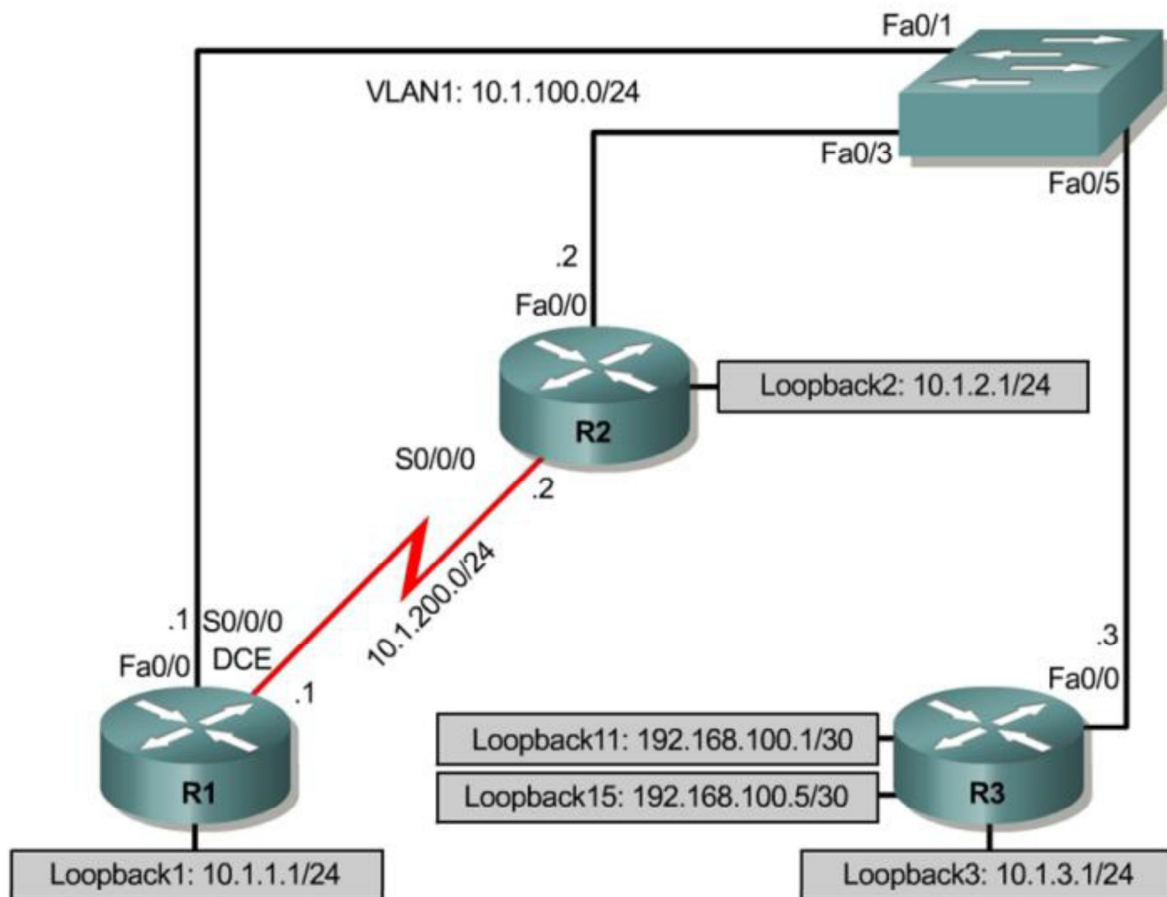 Fa0/1
VLAN1: 10.1.100.0/24
Fa0/3
Fa0/5
.2
Fa0/0
Loopback2: 10.1.2.1/24
R2
S0/0/0
.2
10.1.200.0/24
.1
S0/0/0
DCE
Fa0/0
.1
.3
Fa0/0
Loopback11: 192.168.100.1/30
Loopback15: 192.168.100.5/30
R1
R3
Loopback1: 10.1.1.1/24
Loopback3: 10.1.3.1/24